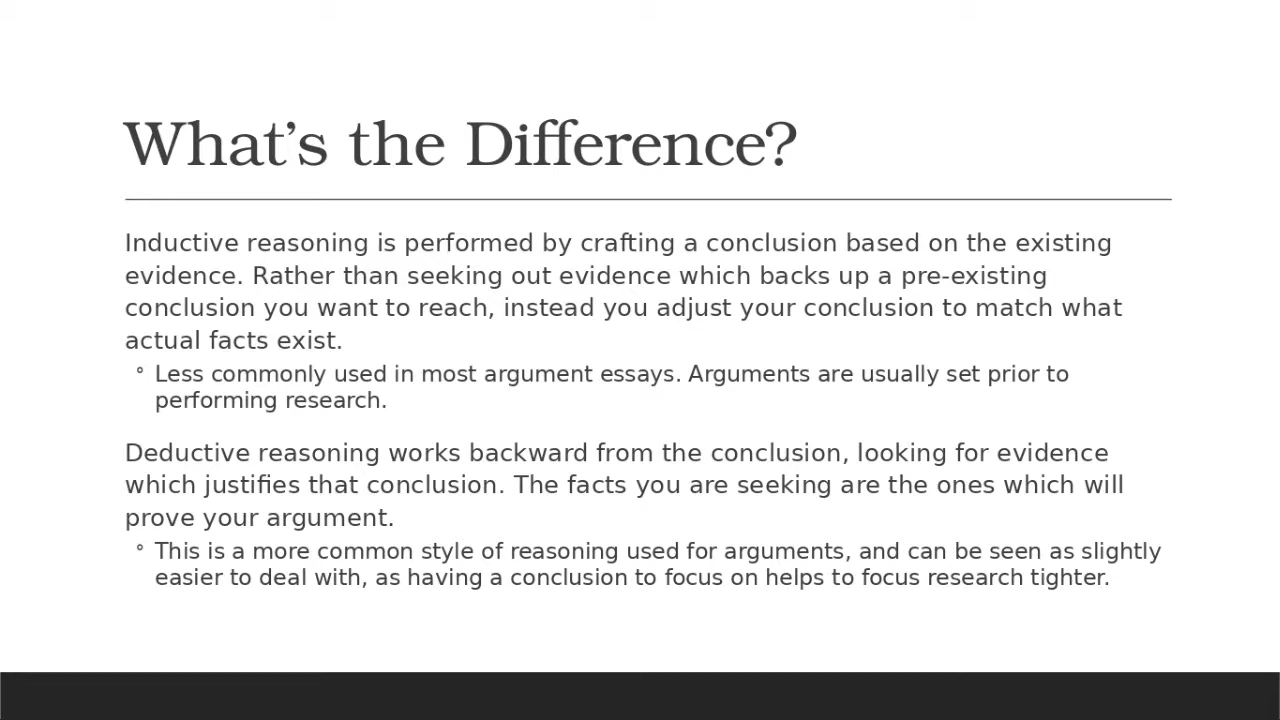 What’s the Difference?
Inductive reasoning is performed by crafting a conclusion based on the existing
evidence. Rather than seeking out evidence which backs up a pre-existing
conclusion you want to reach, instead you adjust your conclusion to match what
actual facts exist.
° Less commonly used in most argument essays. Arguments are usually set prior to
performing research.
Deductive reasoning works backward from the conclusion, looking for evidence
which justifies that conclusion. The facts you are seeking are the ones which will
prove your argument.
° This is a more common style of reasoning used for arguments, and can be seen as slightly
easier to deal with, as having a conclusion to focus on helps to focus research tighter.